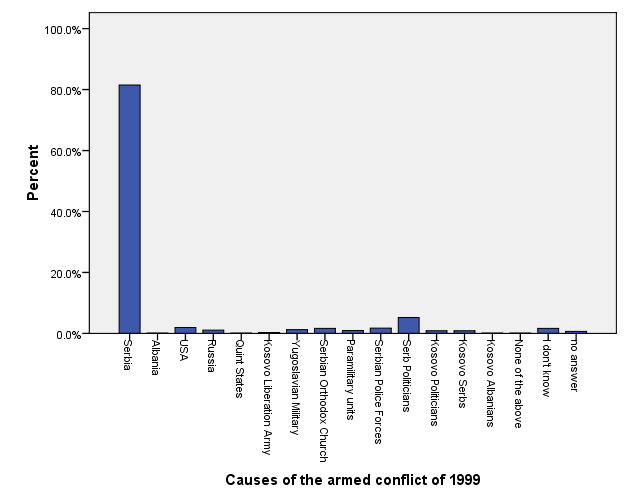 100.0%
80.0%
60.0%
40.0%
20.0%
0.0%
Percent
Serbia
Albania
USA
Russia
Quint States
Kosovo Liberation Army
Yugoslavian Military
Serbian Orthodox Church
Paramilitary units
Serbian Police Forces
Serb Politicians
Kosovo Politicians
Kosovo Serbs
Kosovo Albanians
None of the above
I don't know
no answer
Causes of the armed conflict of 1999